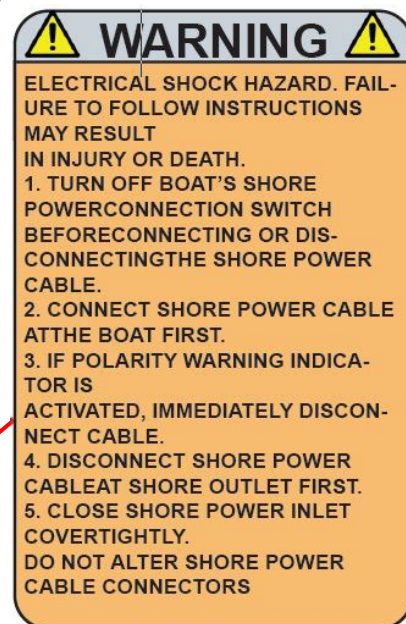 WARNING
ELECTRICAL SHOCK HAZARD. FAIL-
URE TO FOLLOW INSTRUCTIONS
MAY RESULT
IN INJURY OR DEATH.
1. TURN OFF BOAT'S SHORE
POWERCONNECTION SWITCH
BEFORECONNECTING OR DIS-
CONNECTINGTHE SHORE POWER
CABLE.
2. CONNECT SHORE POWER CABLE
ATTHE BOAT FIRST.
3. IF POLARITY WARNING INDICA-
TOR IS
ACTIVATED, IMMEDIATELY DISCON-
NECT CABLE.
4. DISCONNECT SHORE POWER
CABLEAT SHORE OUTLET FIRST.
5. CLOSE SHORE POWER INLET
COVERTIGHTLY.
DO NOT ALTER SHORE POWER
CABLE CONNECTORS